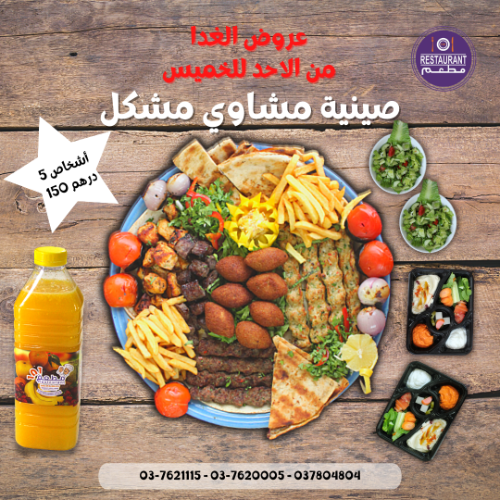 عروض الغدا
من الاحد للخميس
RESTAURANT
مطعم
صينية مشاوي مشكل
5 أشخاص
150 درهم
03-7621115 - 03-7620005 - 037804804